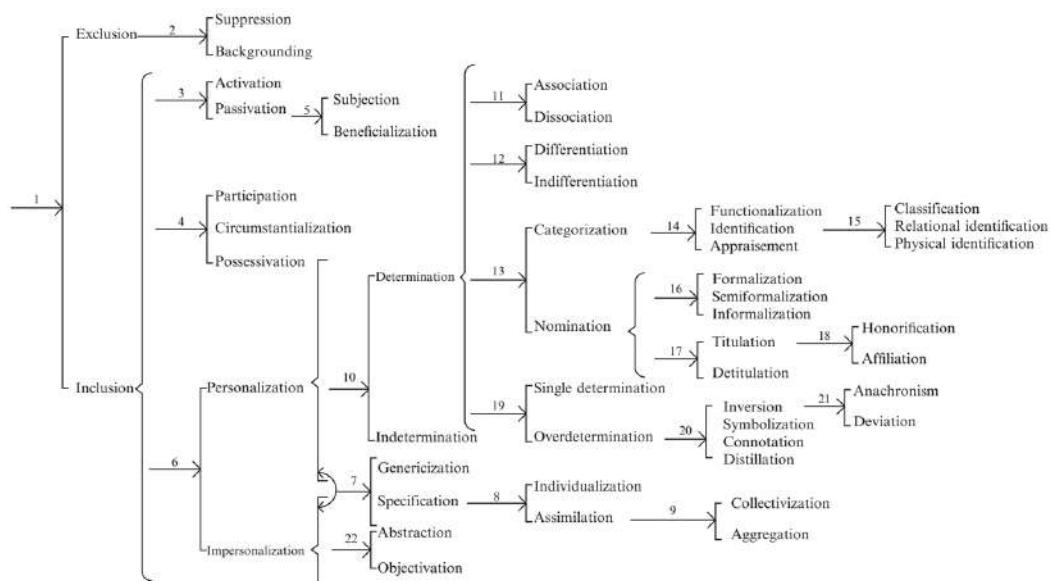 1
Exclusion
2
Suppression
Backgrounding
Inclusion
3
Activation
Passivation
5
Subjection
Beneficialization
4
Participation
Circumstantialization
Possessivation
6
Personalization
Impersonalization
10
Determination
Indetermination
7
Genericization
Specification
8
Individualization
Assimilation
9
Collectivization
Aggregation
22
Abstraction
Objectivation
11
Association
Dissociation
12
Differentiation
Indifferentiation
13
Categorization
Nomination
14
Functionalization
Identification
Appraisement
15
Classification
Relational identification
Physical identification
16
Formalization
Semiformalization
Informalization
17
Titulation
Detitulation
18
Honorification
Affiliation
19
Single determination
Overdetermination
20
Inversion
Symbolization
Connotation
Distillation
21
Anachronism
Deviation